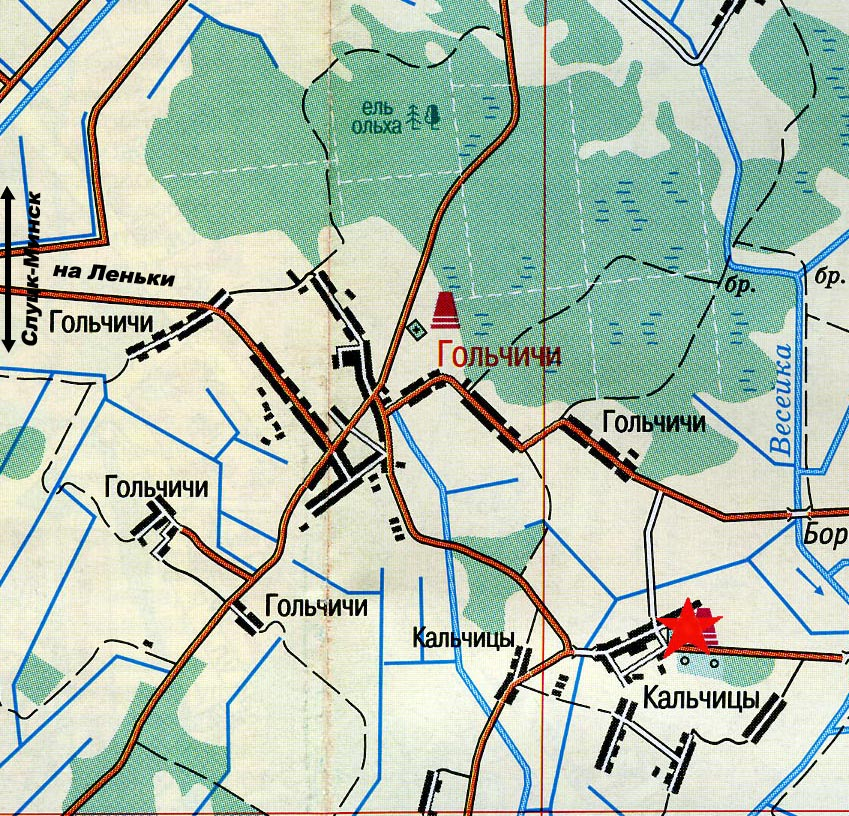 ель
ольха
Слуцк-Минск
на Леньки
бр.
бр.
Гольчичи
Гольчичи
Весейка
Гольчичи
Гольчичи
Бор
Гольчичи
Кальчицы
Кальчицы